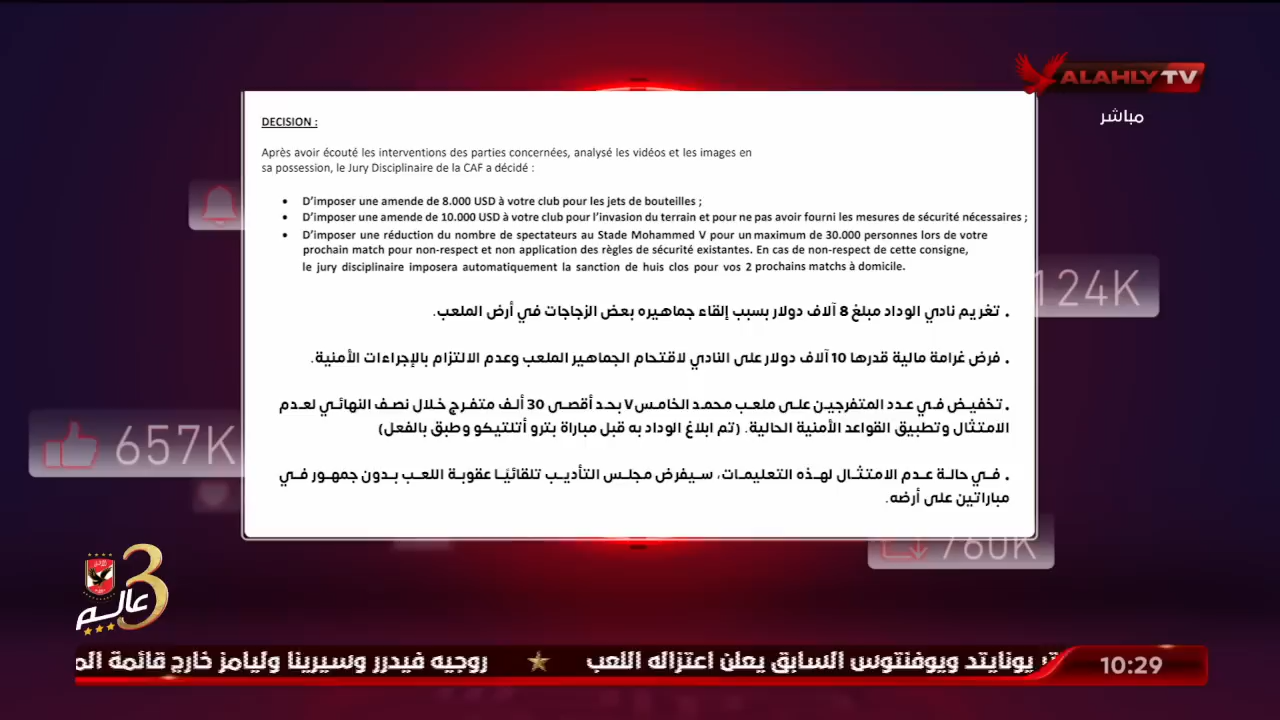 ALAHLY TV
مباشر
DECISION :
Après avoir écouté les interventions des parties concernées, analysé les vidéos et les images en
sa possession, le Jury Disciplinaire de la CAF a décidé :
• D'imposer une amende de 8.000 USD à votre club pour les jets de bouteilles ;
• D'imposer une amende de 10.000 USD à votre club pour l'invasion du terrain et pour ne pas avoir fourni les mesures de sécurité nécessaires ;
• D'imposer une réduction du nombre de spectateurs au Stade Mohammed V pour un maximum de 30.000 personnes lors de votre
prochain match pour non-respect et non application des règles de sécurité existantes. En cas de non-respect de cette consigne,
le jury disciplinaire imposera automatiquement la sanction de huis clos pour vos 2 prochains matchs à domicile.
. تغريم نادي الوداد مبلغ 8 آلاف دولار بسبب إلقاء جماهيره بعض الزجاجات في أرض الملعب.
. فرض غرامة مالية قدرها 10 آلاف دولار على النادي لاقتحام الجماهير الملعب وعدم الالتزام بالإجراءات الأمنية.
. تخفيض في عدد المتفرجين على ملعب محمد الخامس V بحد أقصى 30 ألف متفرج خلال نصف النهائي لعدم
الامتثال وتطبيق القواعد الأمنية الحالية. (تم ابلاغ الوداد به قبل مباراة بترو أتلتيكو وطبق بالفعل)
. في حالة عدم الامتثال لهذه التعليمات، سيفرض مجلس التأديب تلقائيًا عقوبة اللعب بدون جمهور في
مباراتين على أرضه.
124K
657K
760K
3
عالم
تر يونايتد ويوفنتوس السابق يعلن اعتزاله اللعب ★ روجيه فيدرر وسيرينا وليامز خارج قائمة الم
10:29